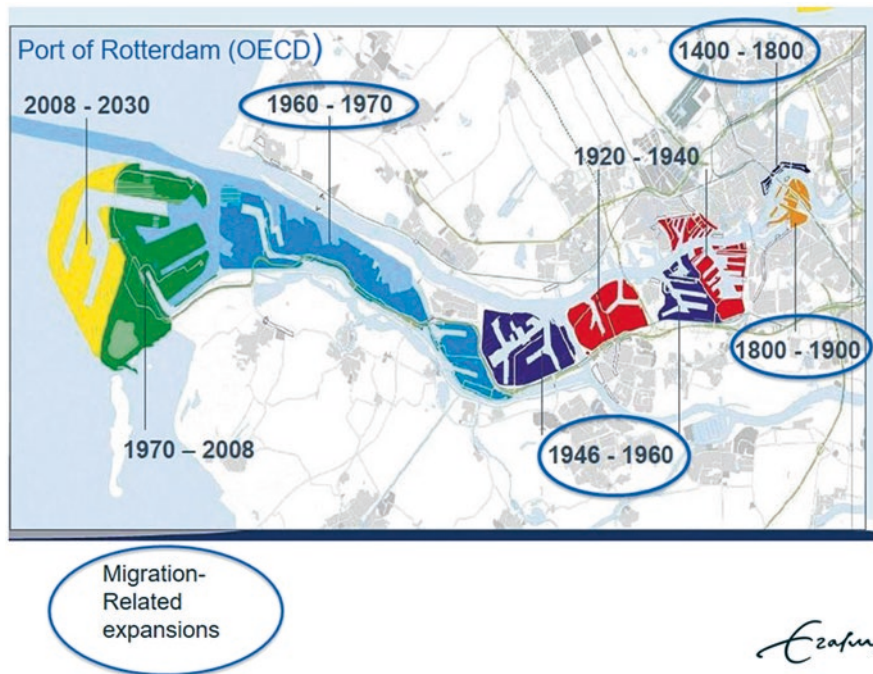 Port of Rotterdam (OECD)
1400 - 1800
2008 - 2030
1960 - 1970
1920 - 1940
1800 - 1900
1970 – 2008
1946 - 1960
Migration-
Related
expansions